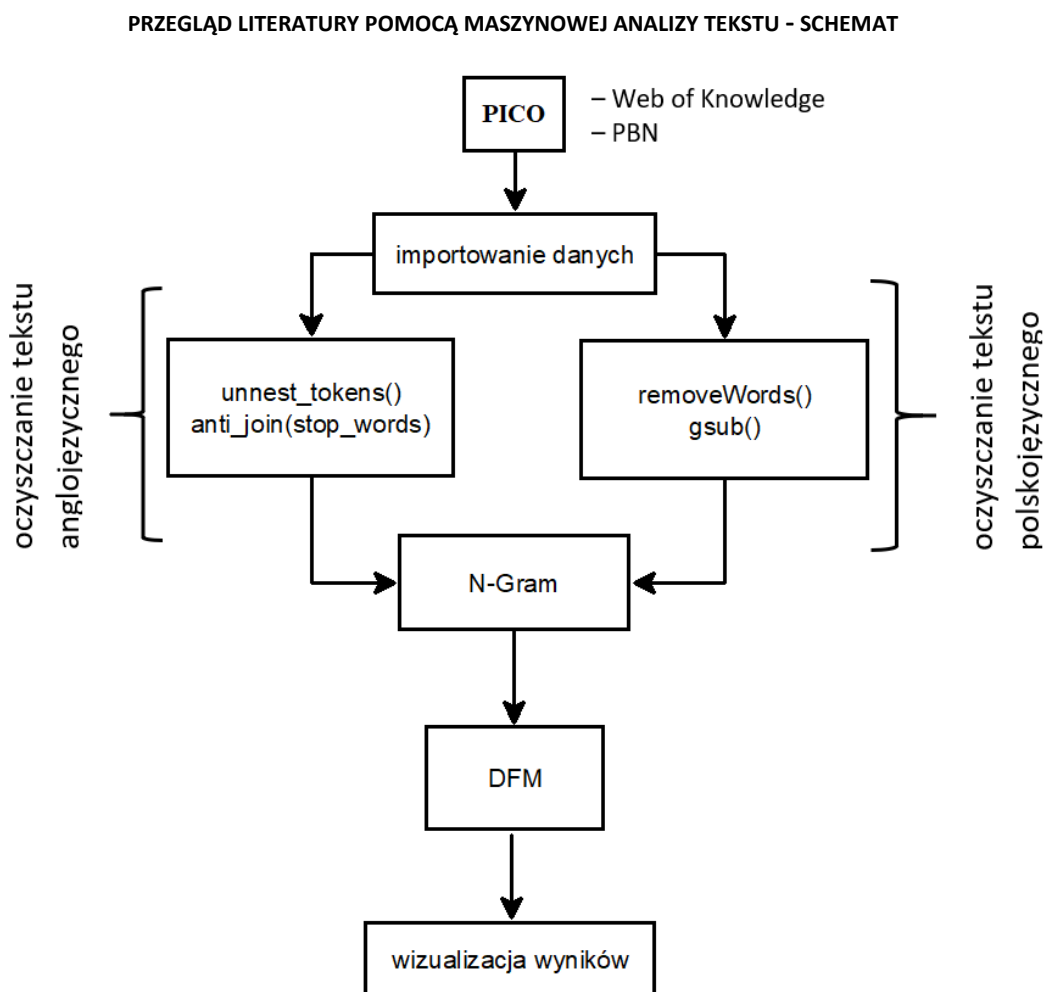 PRZEGLĄD LITERATURY POMOCĄ MASZYNOWEJ ANALIZY TEKSTU - SCHEMAT
PICO
– Web of Knowledge
– PBN
importowanie danych
oczyszczanie tekstu
anglojęzycznego
unnest_tokens()
anti_join(stop_words)
removeWords()
gsub()
oczyszczanie tekstu
polskojęzycznego
N-Gram
DFM
wizualizacja wyników